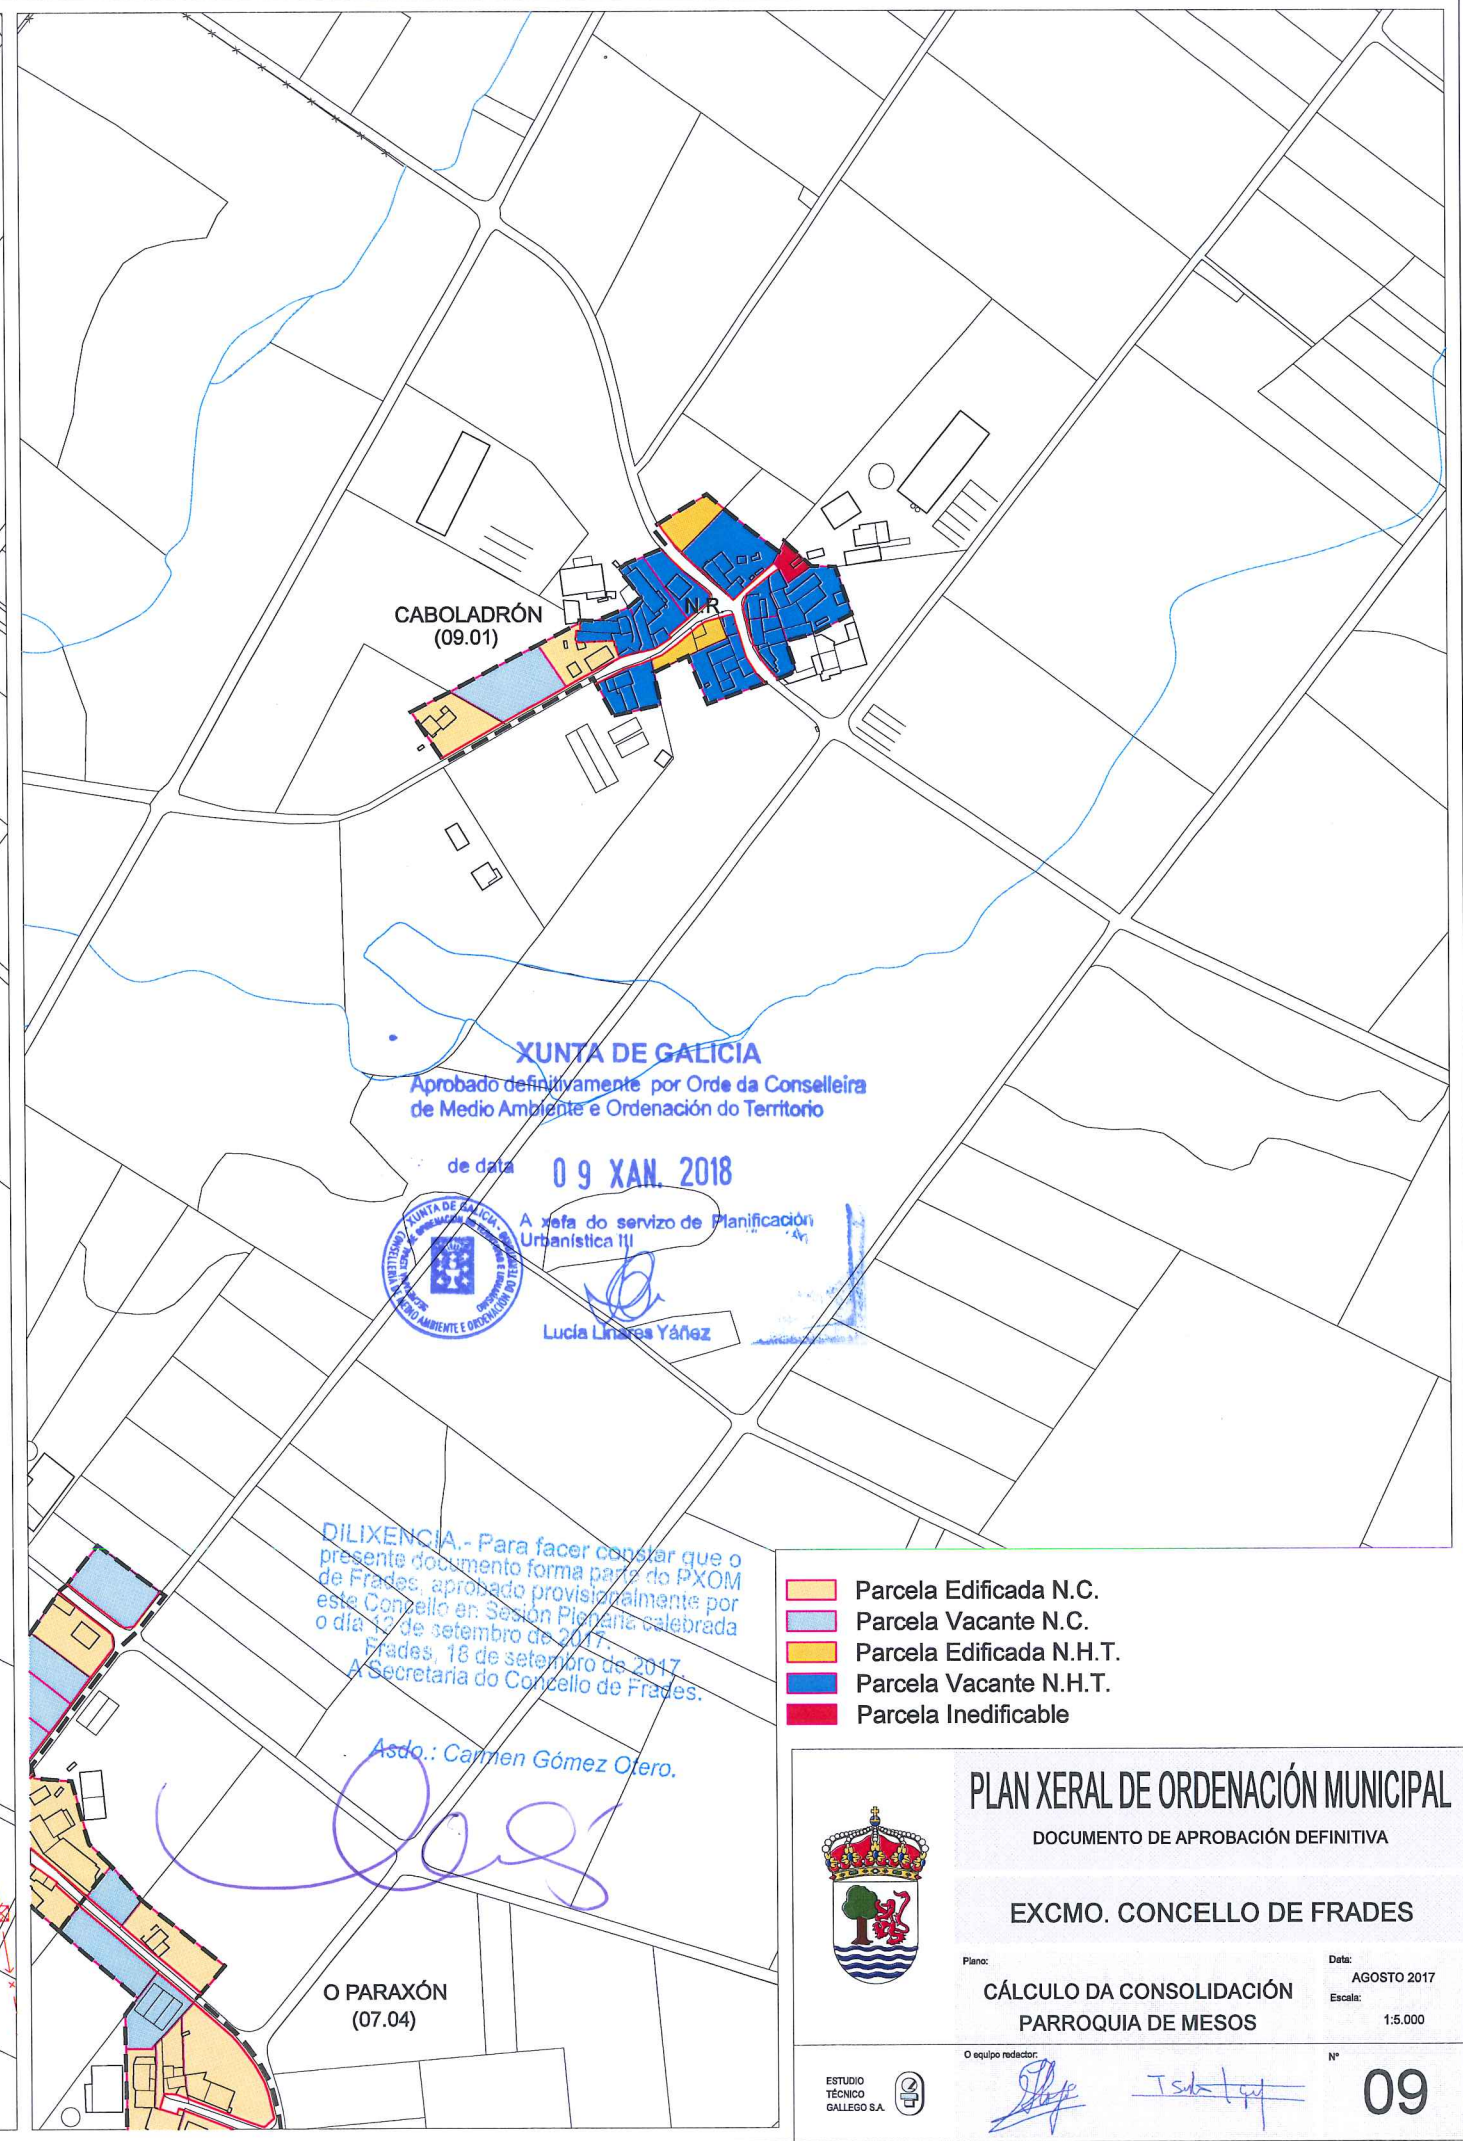 CABOLADRÓN
(09.01)
N.R.
XUNTA DE GALICIA
Aprobado definitivamente por Orde da Conselleira
de Medio Ambiente e Ordenación do Territorio
de data 09 XAN. 2018
A xefa do servizo de Planificación
Urbanística III
Lucía Linares Yáñez
DILIXENCIA.- Para facer constar que o
presente documento forma parte do PXOM
de Frades, aprobado provisionalmente por
este Concello en Sesión Plenaria celebrada
o día 12 de setembro de 2017.
Frades, 18 de setembro de 2017.
A Secretaria do Concello de Frades.
Asdo.: Carmen Gómez Otero.
O PARAXÓN
(07.04)
Parcela Edificada N.C.
Parcela Vacante N.C.
Parcela Edificada N.H.T.
Parcela Vacante N.H.T.
Parcela Inedificable
PLAN XERAL DE ORDENACIÓN MUNICIPAL
DOCUMENTO DE APROBACIÓN DEFINITIVA
EXCMO. CONCELLO DE FRADES
Plano:
CÁLCULO DA CONSOLIDACIÓN
PARROQUIA DE MESOS
Data:
AGOSTO 2017
Escala:
1:5.000
O equipo redactor:
ESTUDIO
TÉCNICO
GALLEGO S.A.
Nº
09